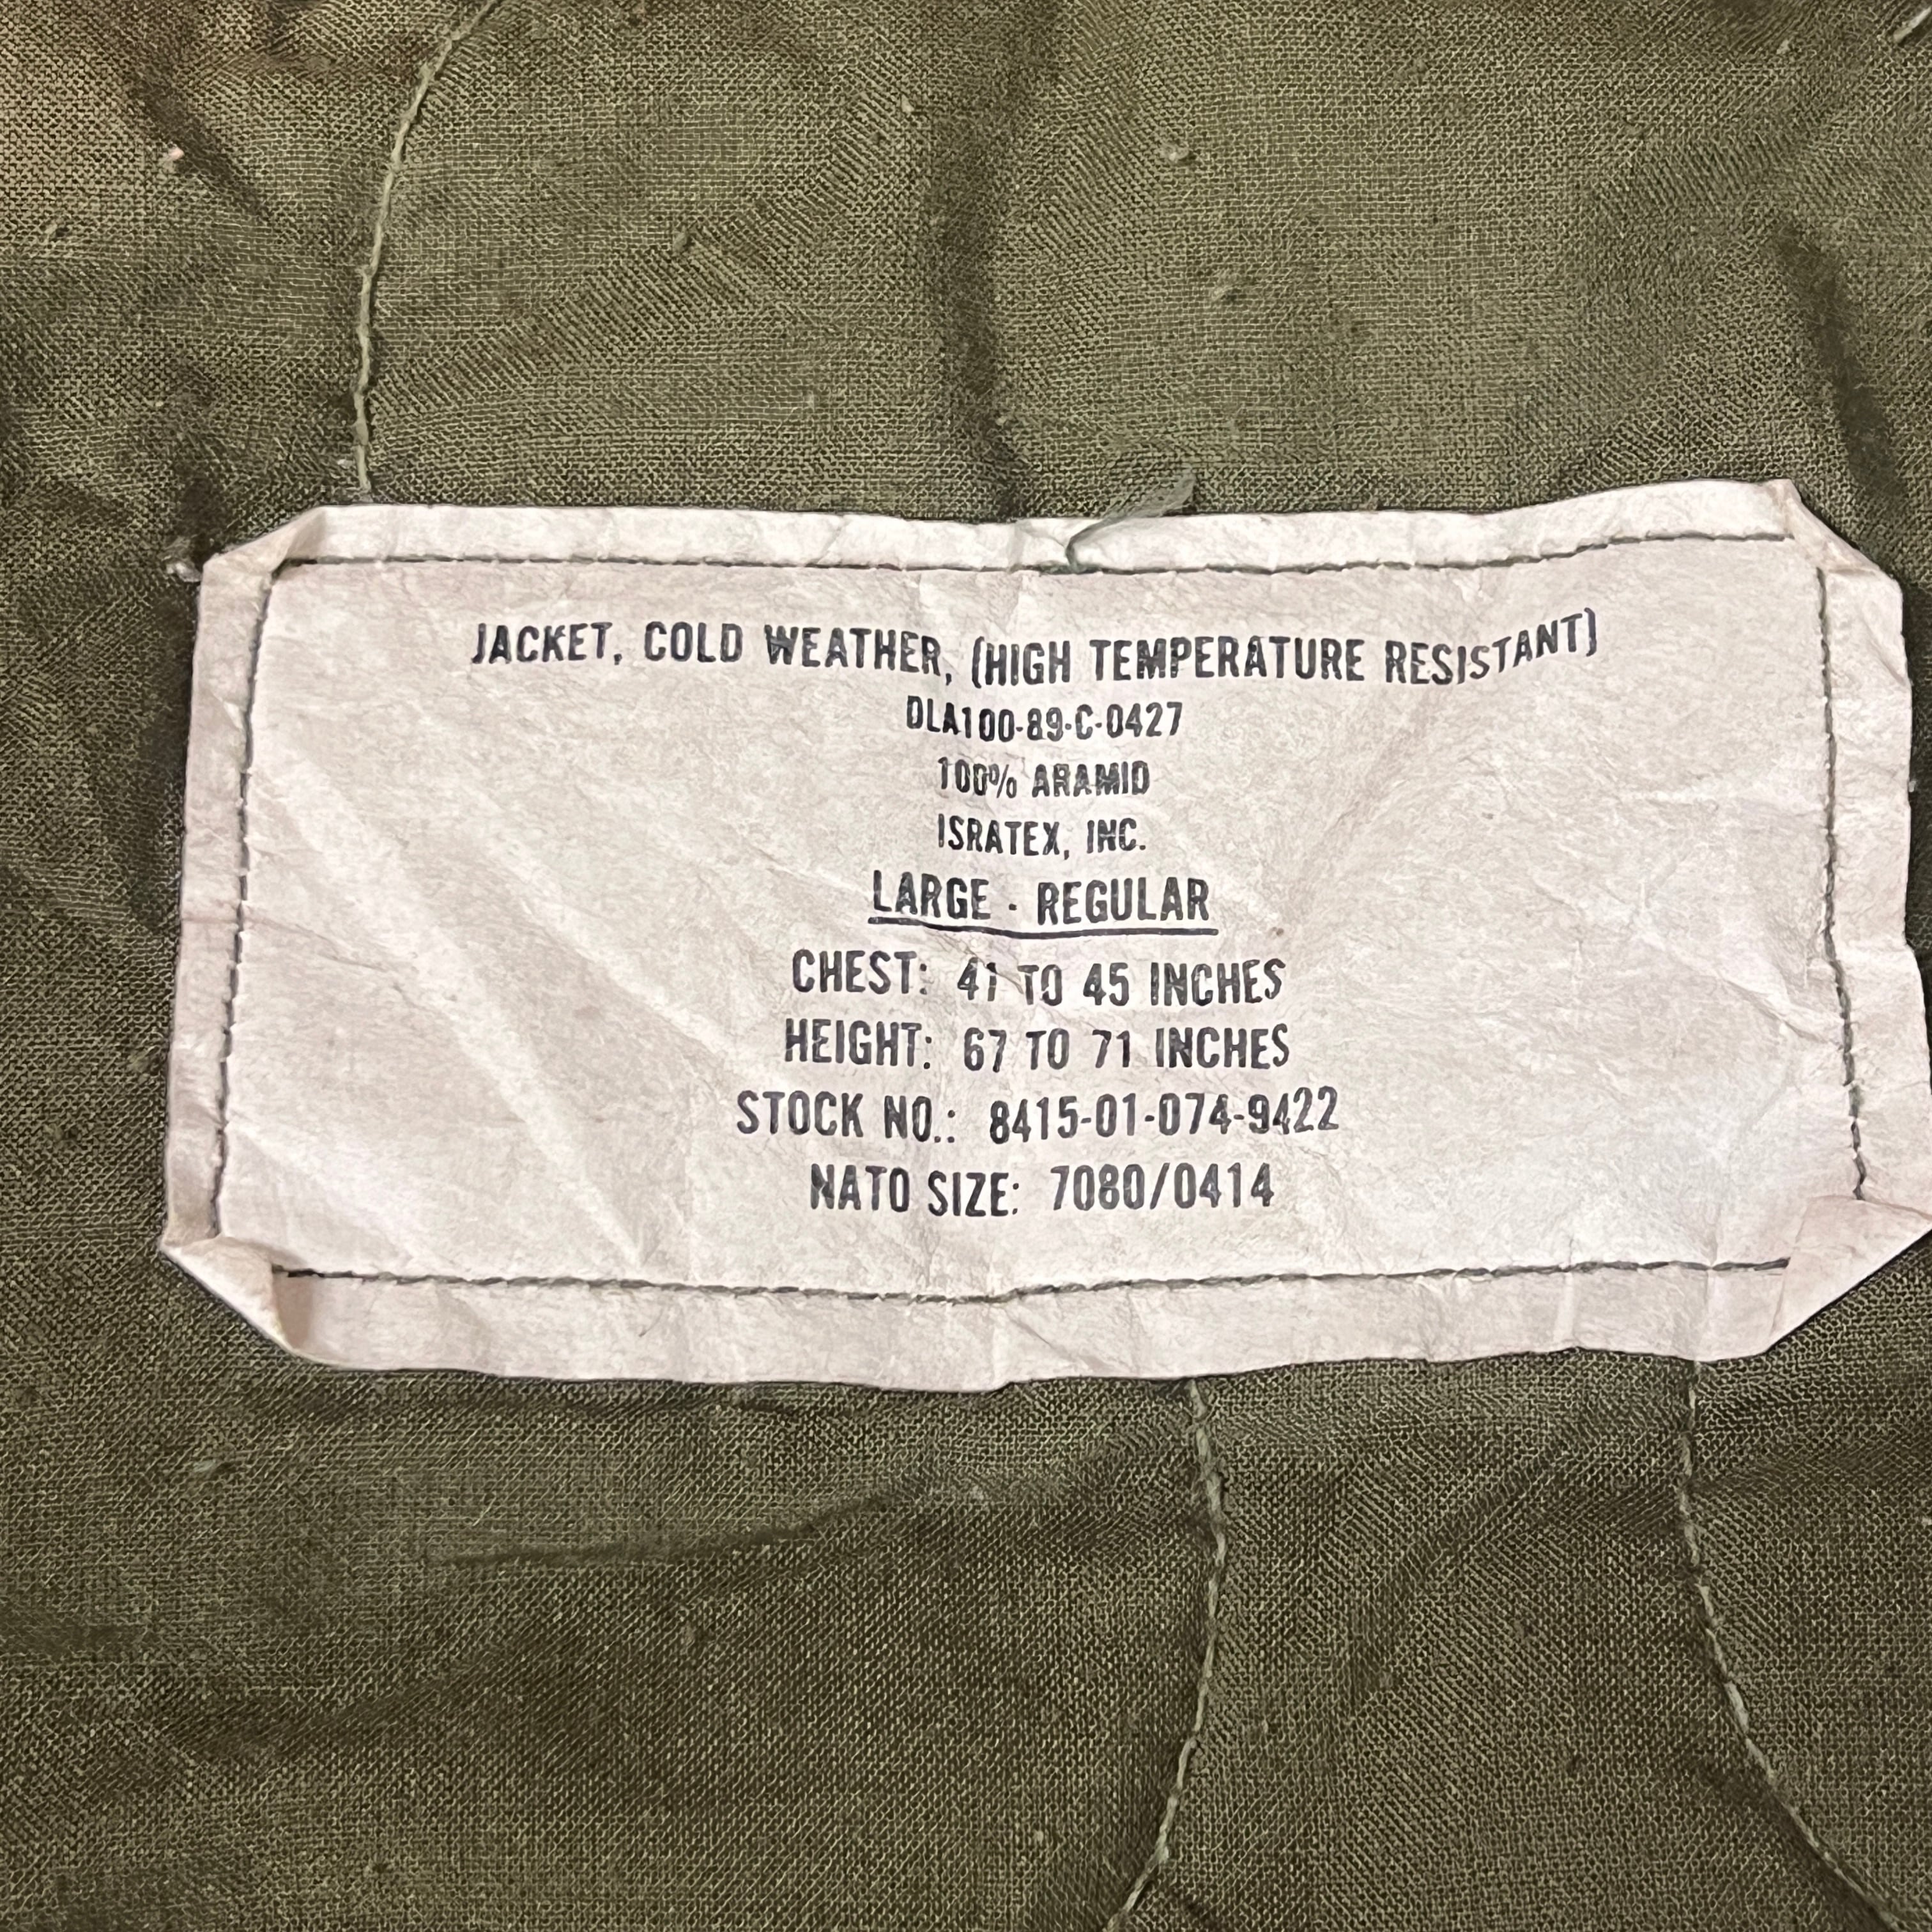 JACKET, COLD WEATHER, (HIGH TEMPERATURE RESISTANT)
DLA100-89-C-0427
100% ARAMID
ISRATEX, INC.
LARGE - REGULAR
CHEST: 41 TO 45 INCHES
HEIGHT: 67 TO 71 INCHES
STOCK NO.: 8415-01-074-9422
NATO SIZE: 7080/0414